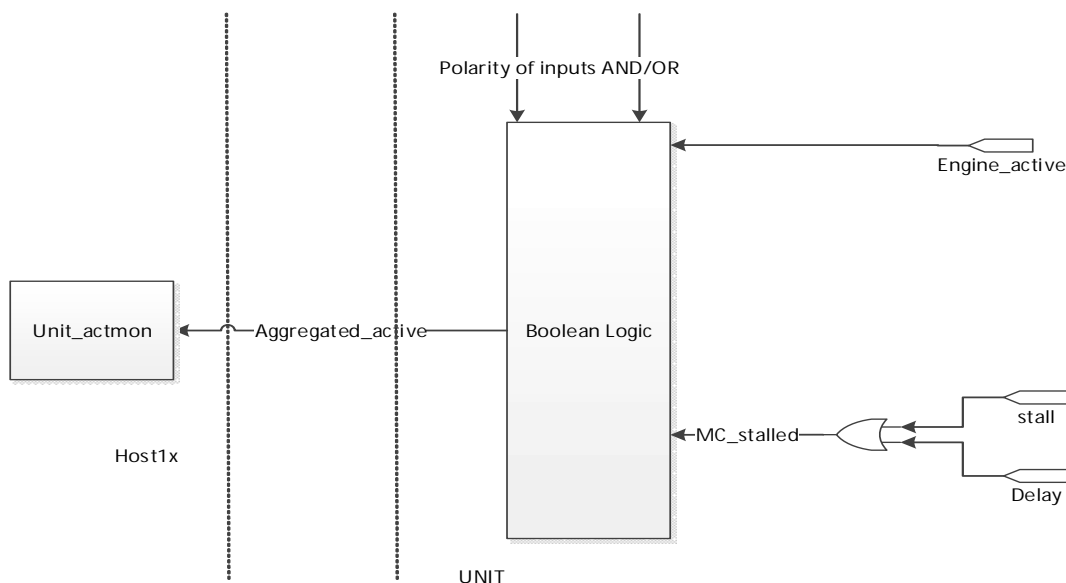 Polarity of inputs AND/OR
Engine_active
Unit_actmon
Aggregated_active
Boolean Logic
stall
MC_stalled
Host1x
Delay
UNIT